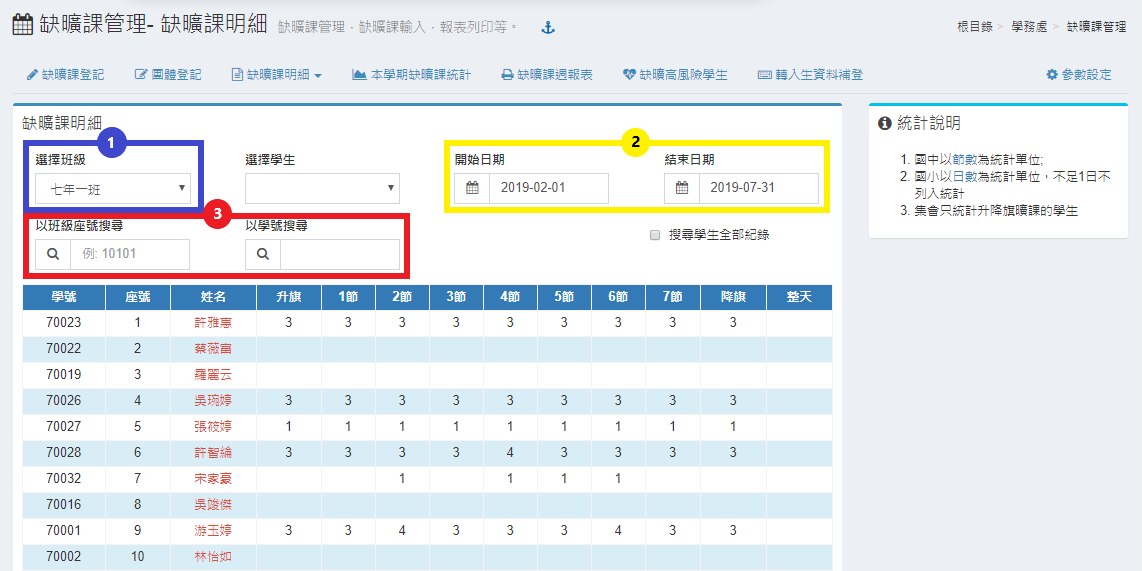 缺曠課管理- 缺曠課明細 缺曠課管理．缺曠課輸入．報表列印等。
根目錄 > 學務處 > 缺曠課管理
缺曠課登記 團體登記 缺曠課明細 本學期缺曠課統計 缺曠課週報表 缺曠高風險學生 轉入生資料補登 參數設定
缺曠課明細
1
2
選擇班級 選擇學生 開始日期 結束日期
七年一班 2019-02-01 2019-07-31
3
以班級座號搜尋 以學號搜尋
搜尋學生全部紀錄
例: 10101
學號 座號 姓名 升旗 1節 2節 3節 4節 5節 6節 7節 降旗 整天
70023 1 許雅惠 3 3 3 3 3 3 3 3 3
70022 2 蔡薇富
70019 3 羅麗云
70026 4 吳琬婷 3 3 3 3 3 3 3 3 3
70027 5 張筱婷 1 1 1 1 1 1 1 1 1
70028 6 許智綸 3 3 3 3 4 3 3 3 3
70032 7 宋家豪 1 1 1 1
70016 8 吳竣傑
70001 9 游玉婷 3 3 4 3 3 3 4 3 3
70002 10 林怡如
統計說明
1. 國中以節數為統計單位;
2. 國小以日數為統計單位，不足1日不
列入統計
3. 集會只統計升降旗曠課的學生